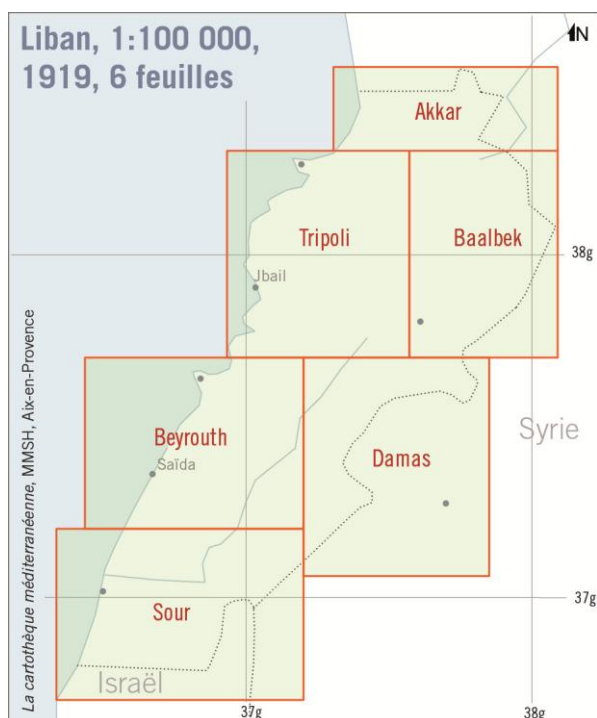 Liban, 1:100 000,
1919, 6 feuilles
N
Akkar
Tripoli
Baalbek
38g
Jbail
Syrie
Beyrouth
Damas
Saïda
Sour
37g
Israël
37g
38g
La cartothèque méditerranéenne, MMSH, Aix-en-Provence